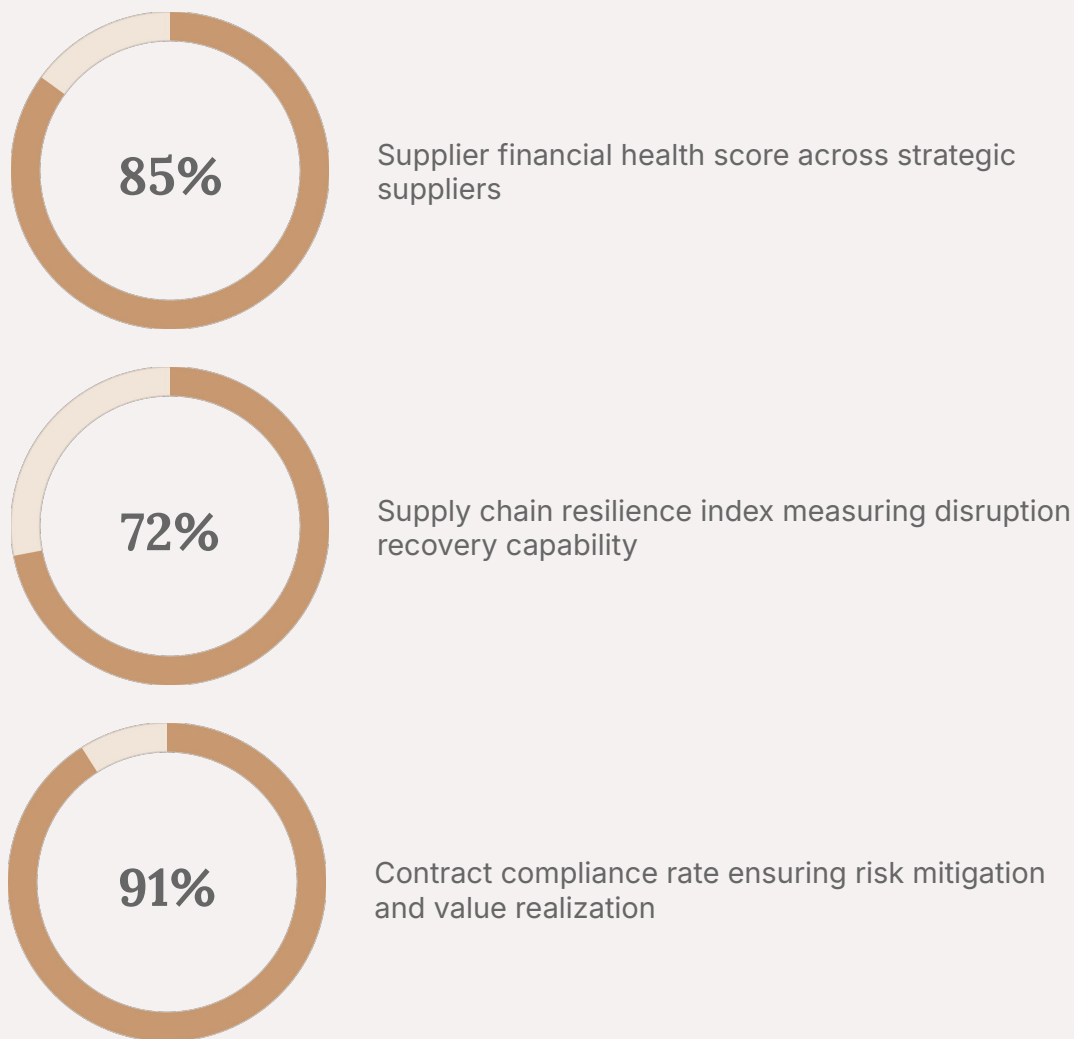 85%
Supplier financial health score across strategic
suppliers
72%
Supply chain resilience index measuring disruption
recovery capability
91%
Contract compliance rate ensuring risk mitigation
and value realization